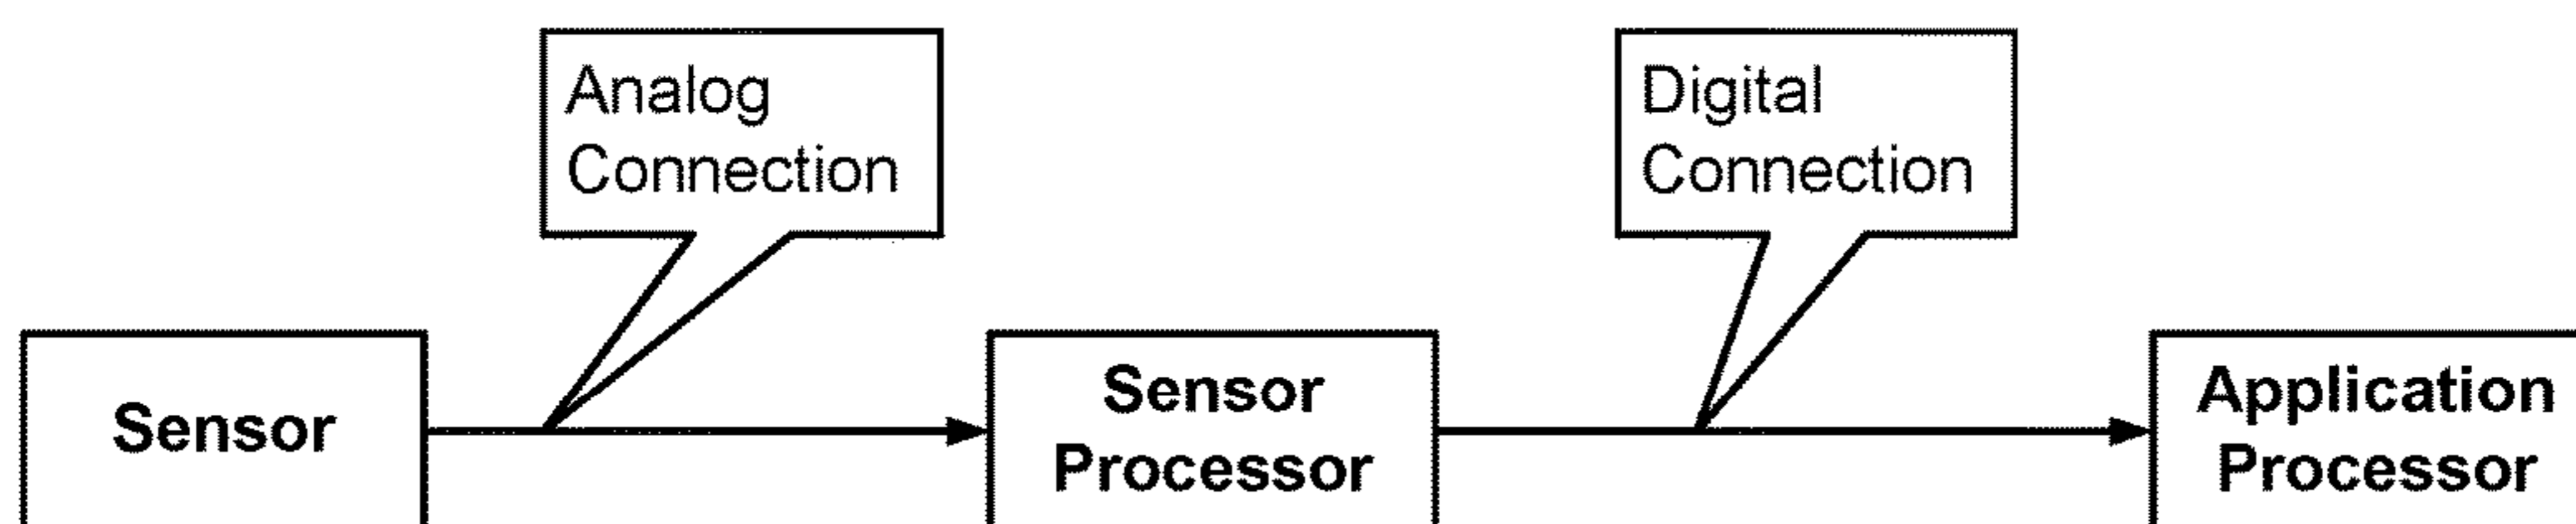 Analog
Connection
Digital
Connection
Sensor
Sensor
Processor
Application
Processor